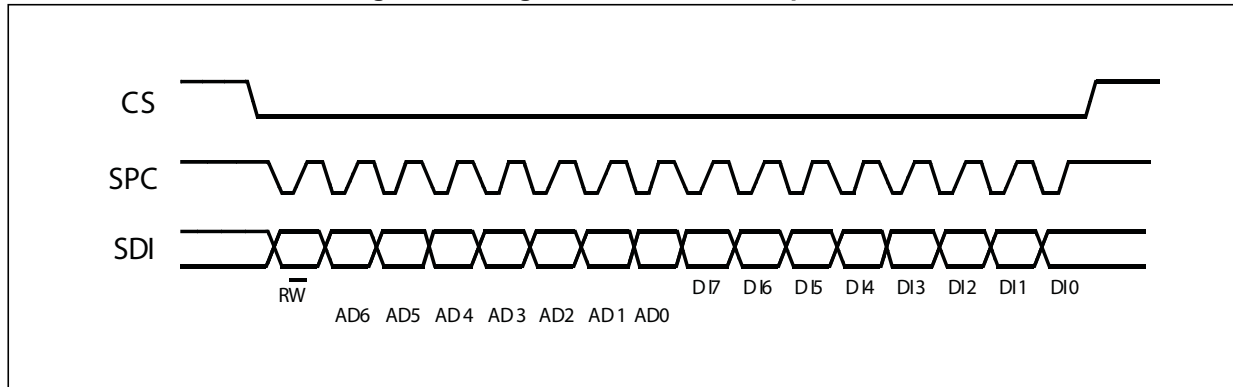 CS
SPC
SDI
RW
DI7 DI6 DI5 DI4 DI3 DI2 DI1 DI0
AD6 AD5 AD4 AD3 AD2 AD1 AD0